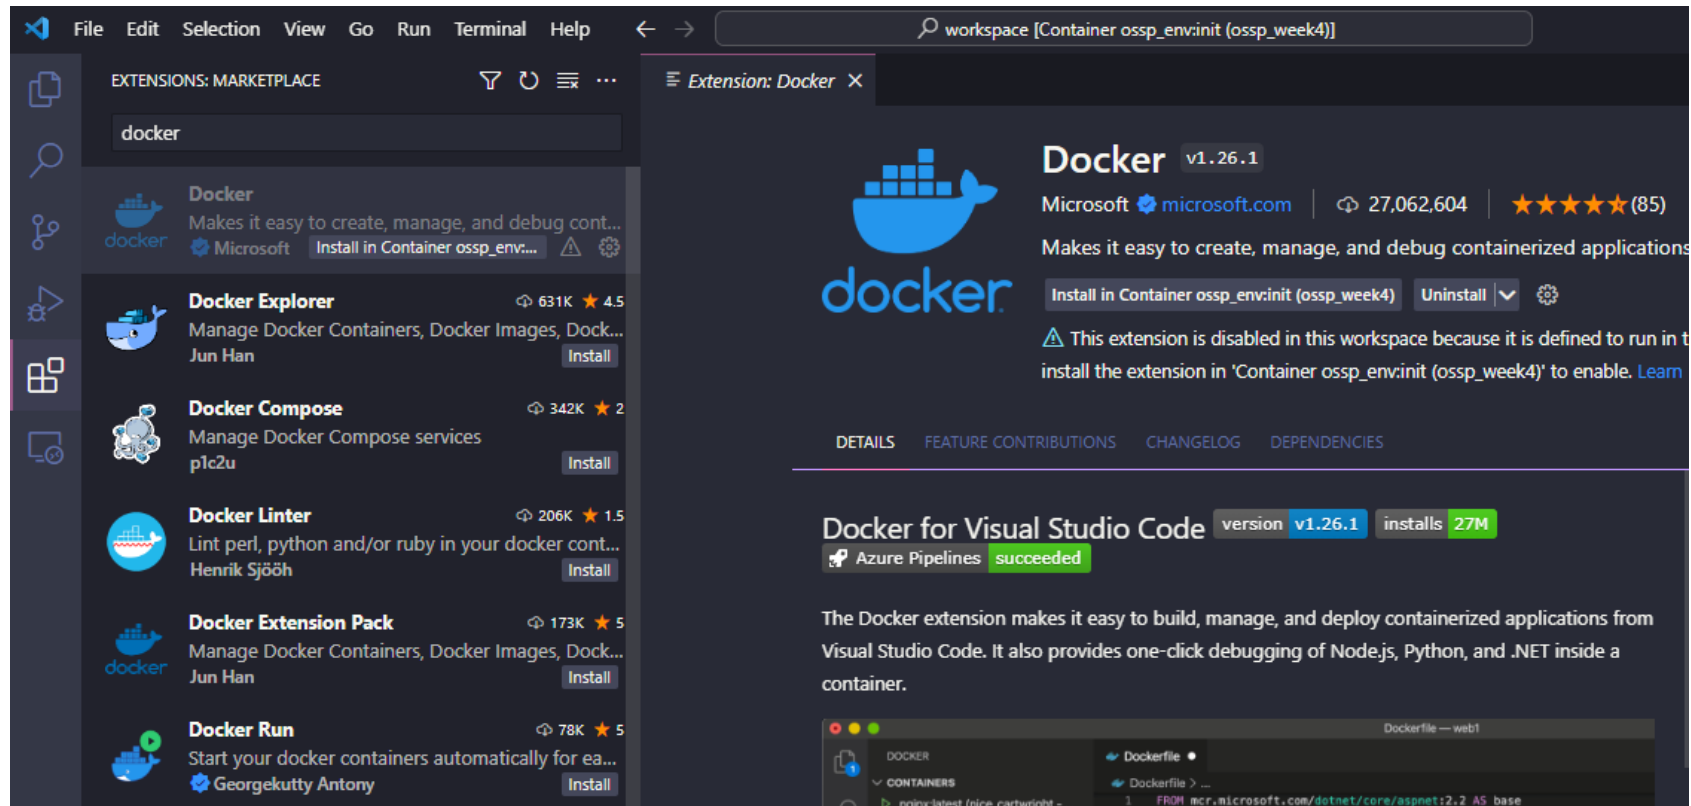 File Edit Selection View Go Run Terminal Help
workspace [Container ossp_env:init (ossp_week4)]
EXTENSIONS: MARKETPLACE
docker
Docker
Makes it easy to create, manage, and debug cont...
Microsoft Install in Container ossp_env:...
docker
Docker Explorer 631K 4.5
Manage Docker Containers, Docker Images, Dock...
Jun Han Install
Docker Compose 342K 2
Manage Docker Compose services
p1c2u Install
Docker Linter 206K 1.5
Lint perl, python and/or ruby in your docker cont...
Henrik Sjööh Install
Docker Extension Pack 173K 5
Manage Docker Containers, Docker Images, Dock...
docker
Jun Han Install
Docker Run 78K 5
Start your docker containers automatically for ea...
Georgekutty Antony Install
Extension: Docker
docker
Docker v1.26.1
Microsoft microsoft.com 27,062,604 (85)
Makes it easy to create, manage, and debug containerized applications
Install in Container ossp_env:init (ossp_week4) Uninstall
This extension is disabled in this workspace because it is defined to run in t
install the extension in 'Container ossp_env:init (ossp_week4)' to enable. Learn
DETAILS FEATURE CONTRIBUTIONS CHANGELOG DEPENDENCIES
Docker for Visual Studio Code version v1.26.1 installs 27M
Azure Pipelines succeeded
The Docker extension makes it easy to build, manage, and deploy containerized applications from
Visual Studio Code. It also provides one-click debugging of Node.js, Python, and .NET inside a
container.
Dockerfile — web1
DOCKER Dockerfile
1
CONTAINERS Dockerfile > ...
nginx:latest (nice_cartwright - 1 FROM mcr.microsoft.com/dotnet/core/aspnet:2.2 AS base